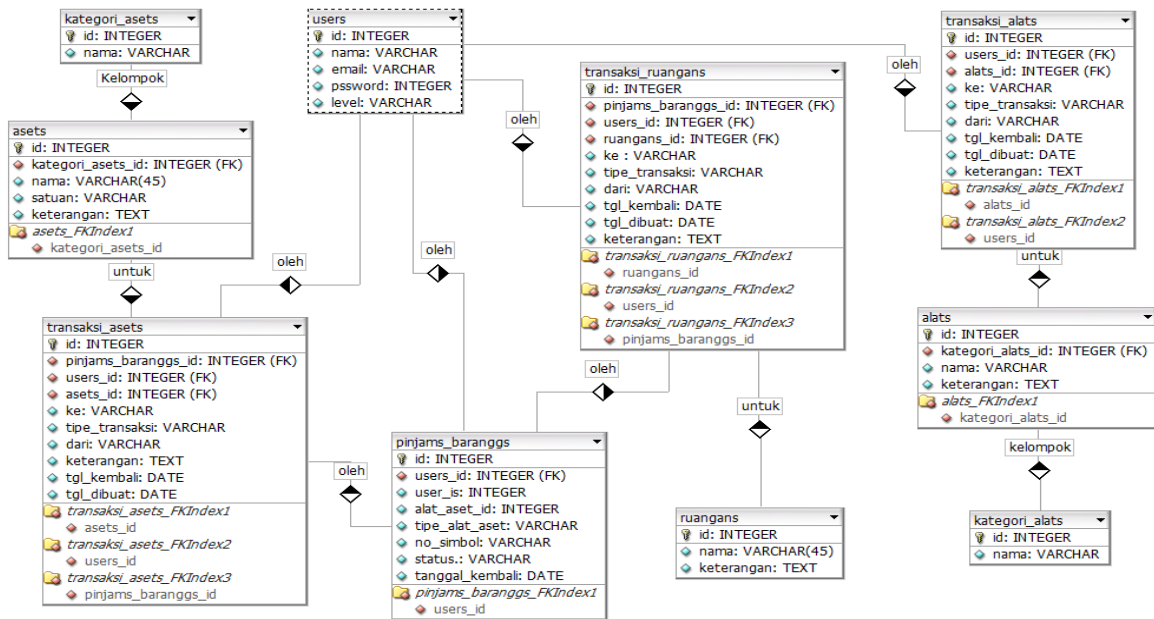 kategori_asets
id: INTEGER
nama: VARCHAR
Kelompok
asets
id: INTEGER
kategori_asets_id: INTEGER (FK)
nama: VARCHAR(45)
satuan: VARCHAR
keterangan: TEXT
asets_FKIndex1
kategori_asets_id
untuk
transaksi_asets
id: INTEGER
pinjams_baranggs_id: INTEGER (FK)
users_id: INTEGER (FK)
asets_id: INTEGER (FK)
ke: VARCHAR
tipe_transaksi: VARCHAR
dari: VARCHAR
keterangan: TEXT
tgl_kembali: DATE
tgl_dibuat: DATE
transaksi_asets_FKIndex1
asets_id
transaksi_asets_FKIndex2
users_id
transaksi_asets_FKIndex3
pinjams_baranggs_id
users
id: INTEGER
nama: VARCHAR
email: VARCHAR
pssword: INTEGER
level: VARCHAR
oleh
oleh
oleh
oleh
oleh
pinjams_baranggs
id: INTEGER
users_id: INTEGER (FK)
user_is: INTEGER
alat_aset_id: INTEGER
tipe_alat_aset: VARCHAR
no_simbol: VARCHAR
status.: VARCHAR
tanggal_kembali: DATE
pinjams_baranggs_FKIndex1
users_id
transaksi_ruangans
id: INTEGER
pinjams_baranggs_id: INTEGER (FK)
users_id: INTEGER (FK)
ruangans_id: INTEGER (FK)
ke : VARCHAR
tipe_transaksi: VARCHAR
dari: VARCHAR
tgl_kembali: DATE
tgl_dibuat: DATE
keterangan: TEXT
transaksi_ruangans_FKIndex1
ruangans_id
transaksi_ruangans_FKIndex2
users_id
transaksi_ruangans_FKIndex3
pinjams_baranggs_id
untuk
ruangans
id: INTEGER
nama: VARCHAR(45)
keterangan: TEXT
oleh
transaksi_alats
id: INTEGER
users_id: INTEGER (FK)
alats_id: INTEGER (FK)
ke: VARCHAR
tipe_transaksi: VARCHAR
dari: VARCHAR
tgl_kembali: DATE
tgl_dibuat: DATE
keterangan: TEXT
transaksi_alats_FKIndex1
alats_id
transaksi_alats_FKIndex2
users_id
untuk
alats
id: INTEGER
kategori_alats_id: INTEGER (FK)
nama: VARCHAR
keterangan: TEXT
alats_FKIndex1
kategori_alats_id
kelompok
kategori_alats
id: INTEGER
nama: VARCHAR